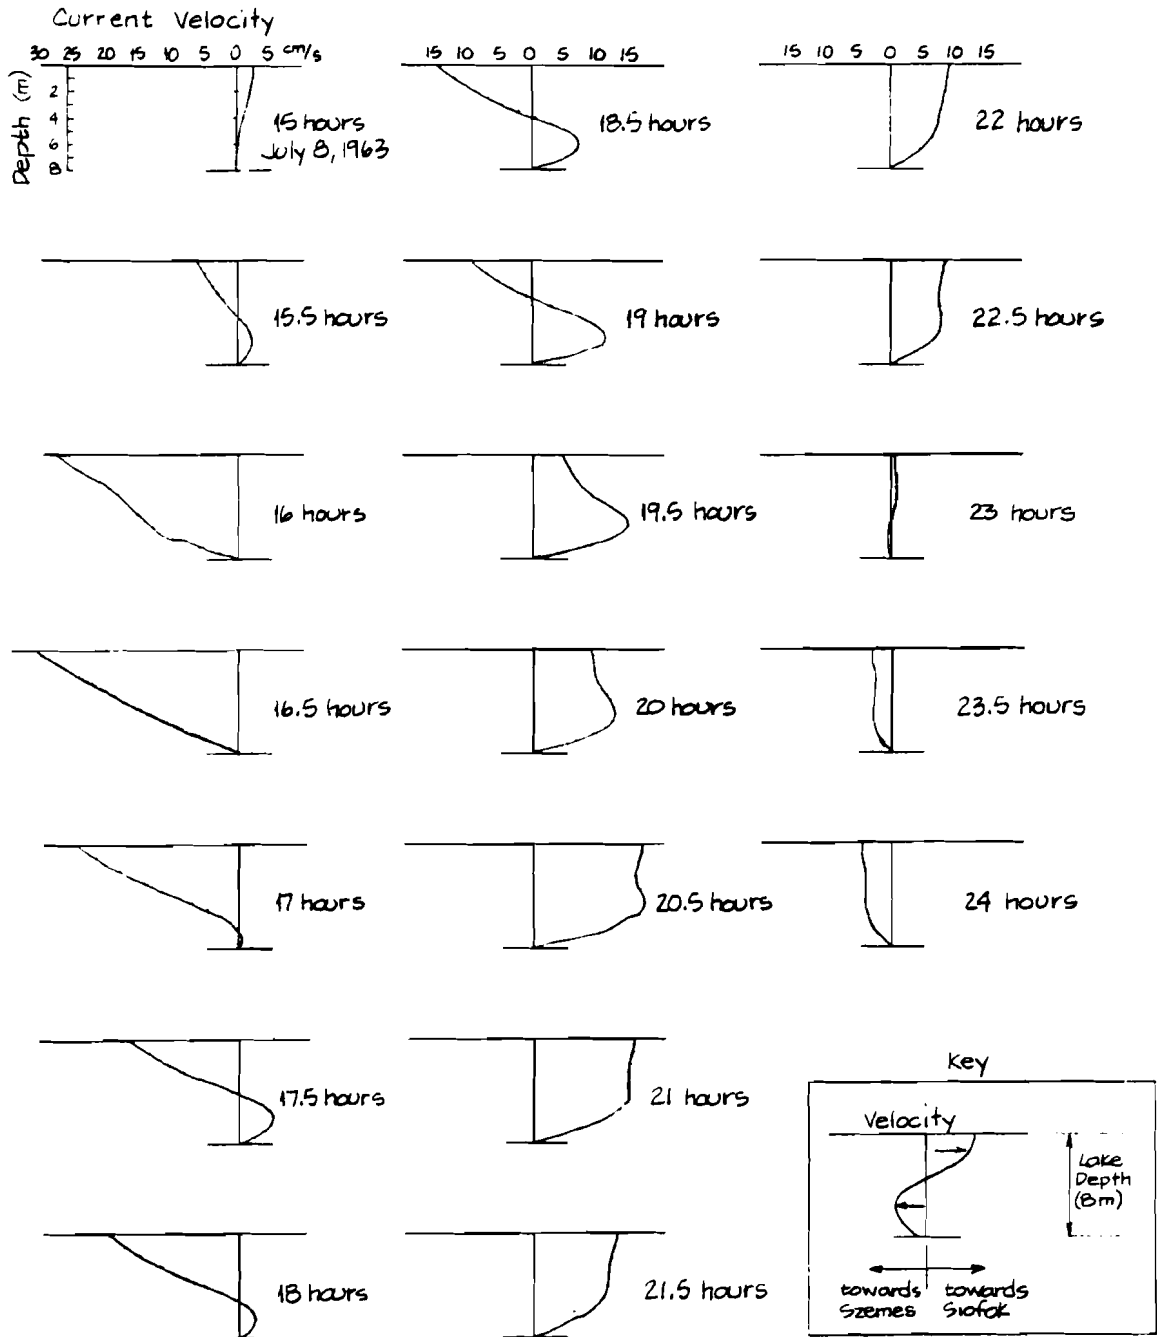 Current Velocity
30 25 20 15 10 5 0 5 cm/s
15 10 5 0 5 10 15
15 10 5 0 5 10 15
Depth (m)
2
4
6
8
15 hours
July 8, 1963
18.5 hours
22 hours
15.5 hours
19 hours
22.5 hours
16 hours
19.5 hours
23 hours
16.5 hours
20 hours
23.5 hours
17 hours
20.5 hours
24 hours
17.5 hours
21 hours
18 hours
21.5 hours
Key
Velocity
Lake
Depth
(8m)
towards
Szemes
towards
Siofok